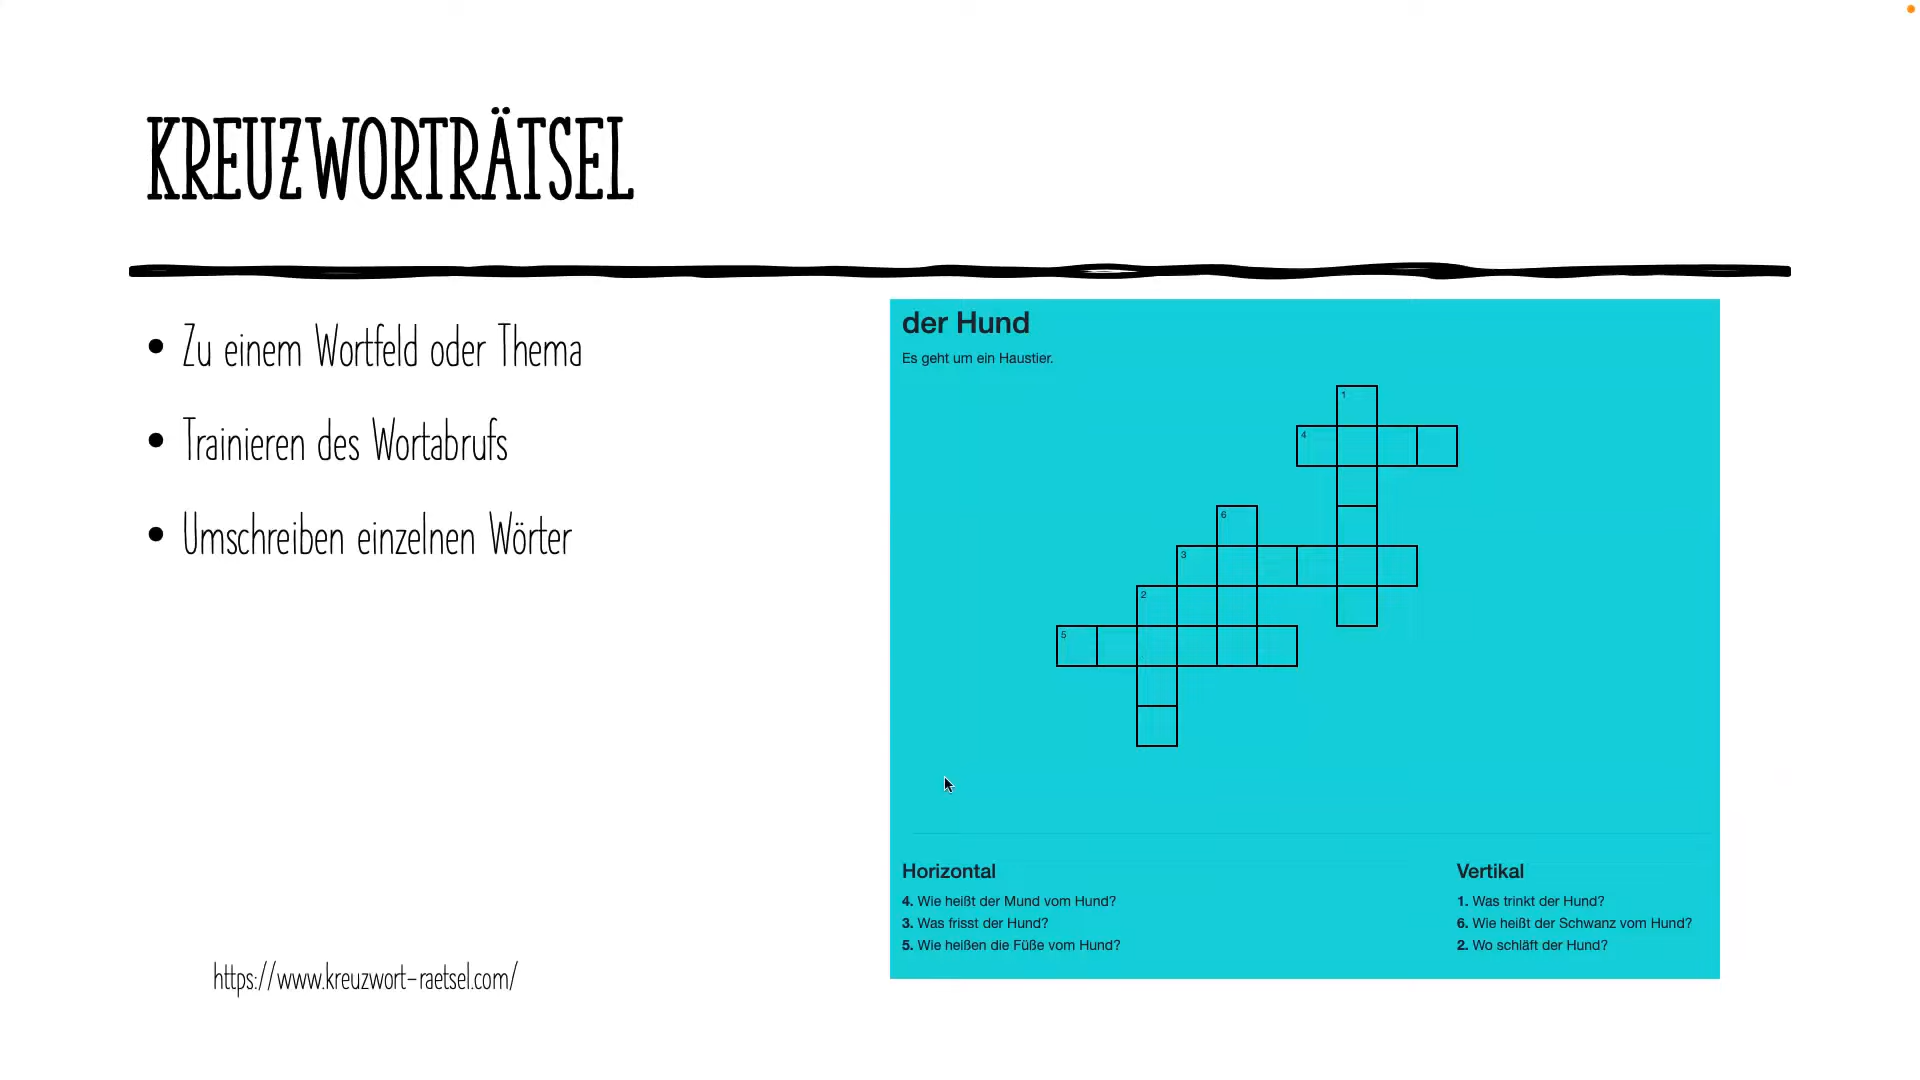 KREUZWORTRÄTSEL
• Zu einem Wortfeld oder Thema
• Trainieren des Wortabrufs
• Umschreiben einzelnen Wörter
https://www.kreuzwort-raetsel.com/
der Hund
Es geht um ein Haustier.
1
4
6
3
2
5
Horizontal
4. Wie heißt der Mund vom Hund?
3. Was frisst der Hund?
5. Wie heißen die Füße vom Hund?
Vertikal
1. Was trinkt der Hund?
6. Wie heißt der Schwanz vom Hund?
2. Wo schläft der Hund?